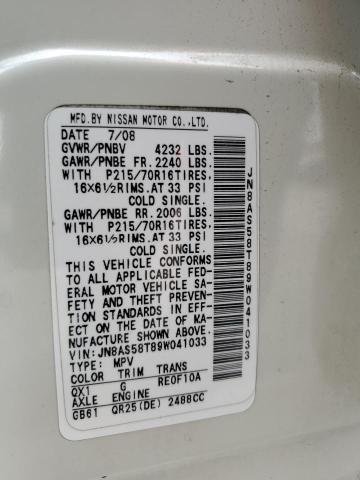 MFD. BY NISSAN MOTOR CO., LTD.
DATE 7/08
GVWR/PNBV 4232 LBS.
GAWR/PNBE FR. 2240 LBS.
WITH P215/70R16TIRES.
16X6½RIMS.AT 33 PSI
COLD SINGLE.
GAWR/PNBE RR. 2006 LBS.
WITH P215/70R16TIRES.
16X6½RIMS.AT 33 PSI
COLD SINGLE.
THIS VEHICLE CONFORMS
TO ALL APPLICABLE FED-
ERAL MOTOR VEHICLE SA-
FETY AND THEFT PREVEN-
TION STANDARDS IN EFF-
ECT ON THE DATE OF MA-
NUFACTURE SHOWN ABOVE.
VIN: JN8AS58T89W041033
TYPE: MPV
COLOR TRIM TRANS
QX1 G RE0F10A
AXLE ENGINE
GB61 QR25(DE) 2488CC
JN8AS58T89W041033